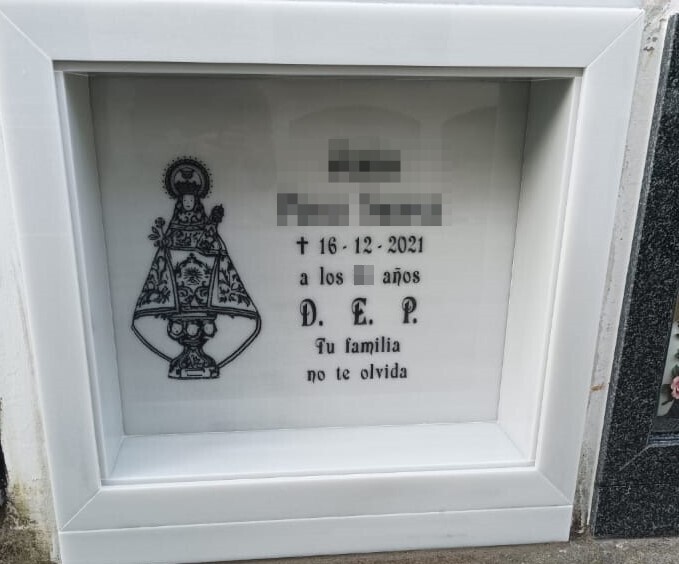 ✝ 16-12-2021
a los años
D. E. P.
Tu familia
no te olvida